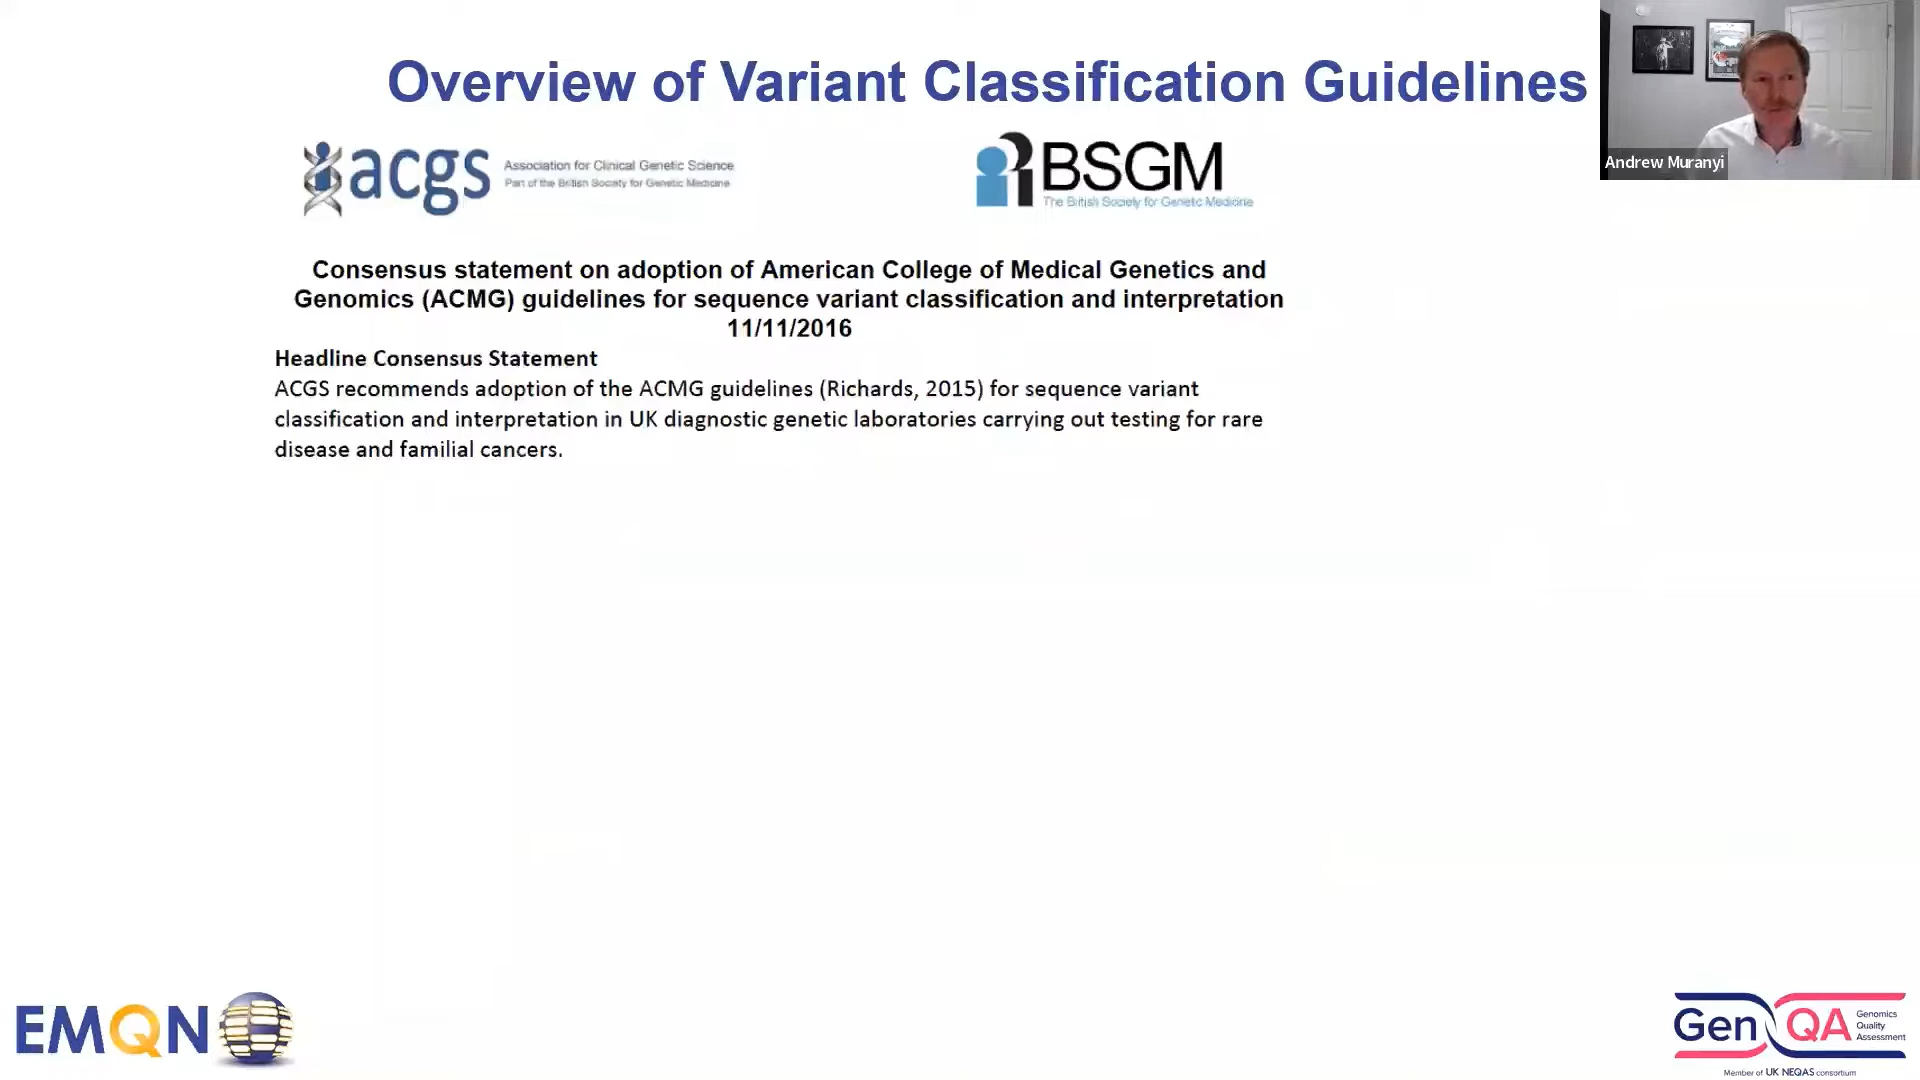 Overview of Variant Classification Guidelines
Andrew Muranyi
acgs
Association for Clinical Genetic Science
Part of the British Society for Genetic Medicine
BSGM
The British Society for Genetic Medicine
Consensus statement on adoption of American College of Medical Genetics and
Genomics (ACMG) guidelines for sequence variant classification and interpretation
11/11/2016
Headline Consensus Statement
ACGS recommends adoption of the ACMG guidelines (Richards, 2015) for sequence variant
classification and interpretation in UK diagnostic genetic laboratories carrying out testing for rare
disease and familial cancers.
EMQN
Gen QA
Genomics
Quality
Assessment
Member of UK NEQAS consortium